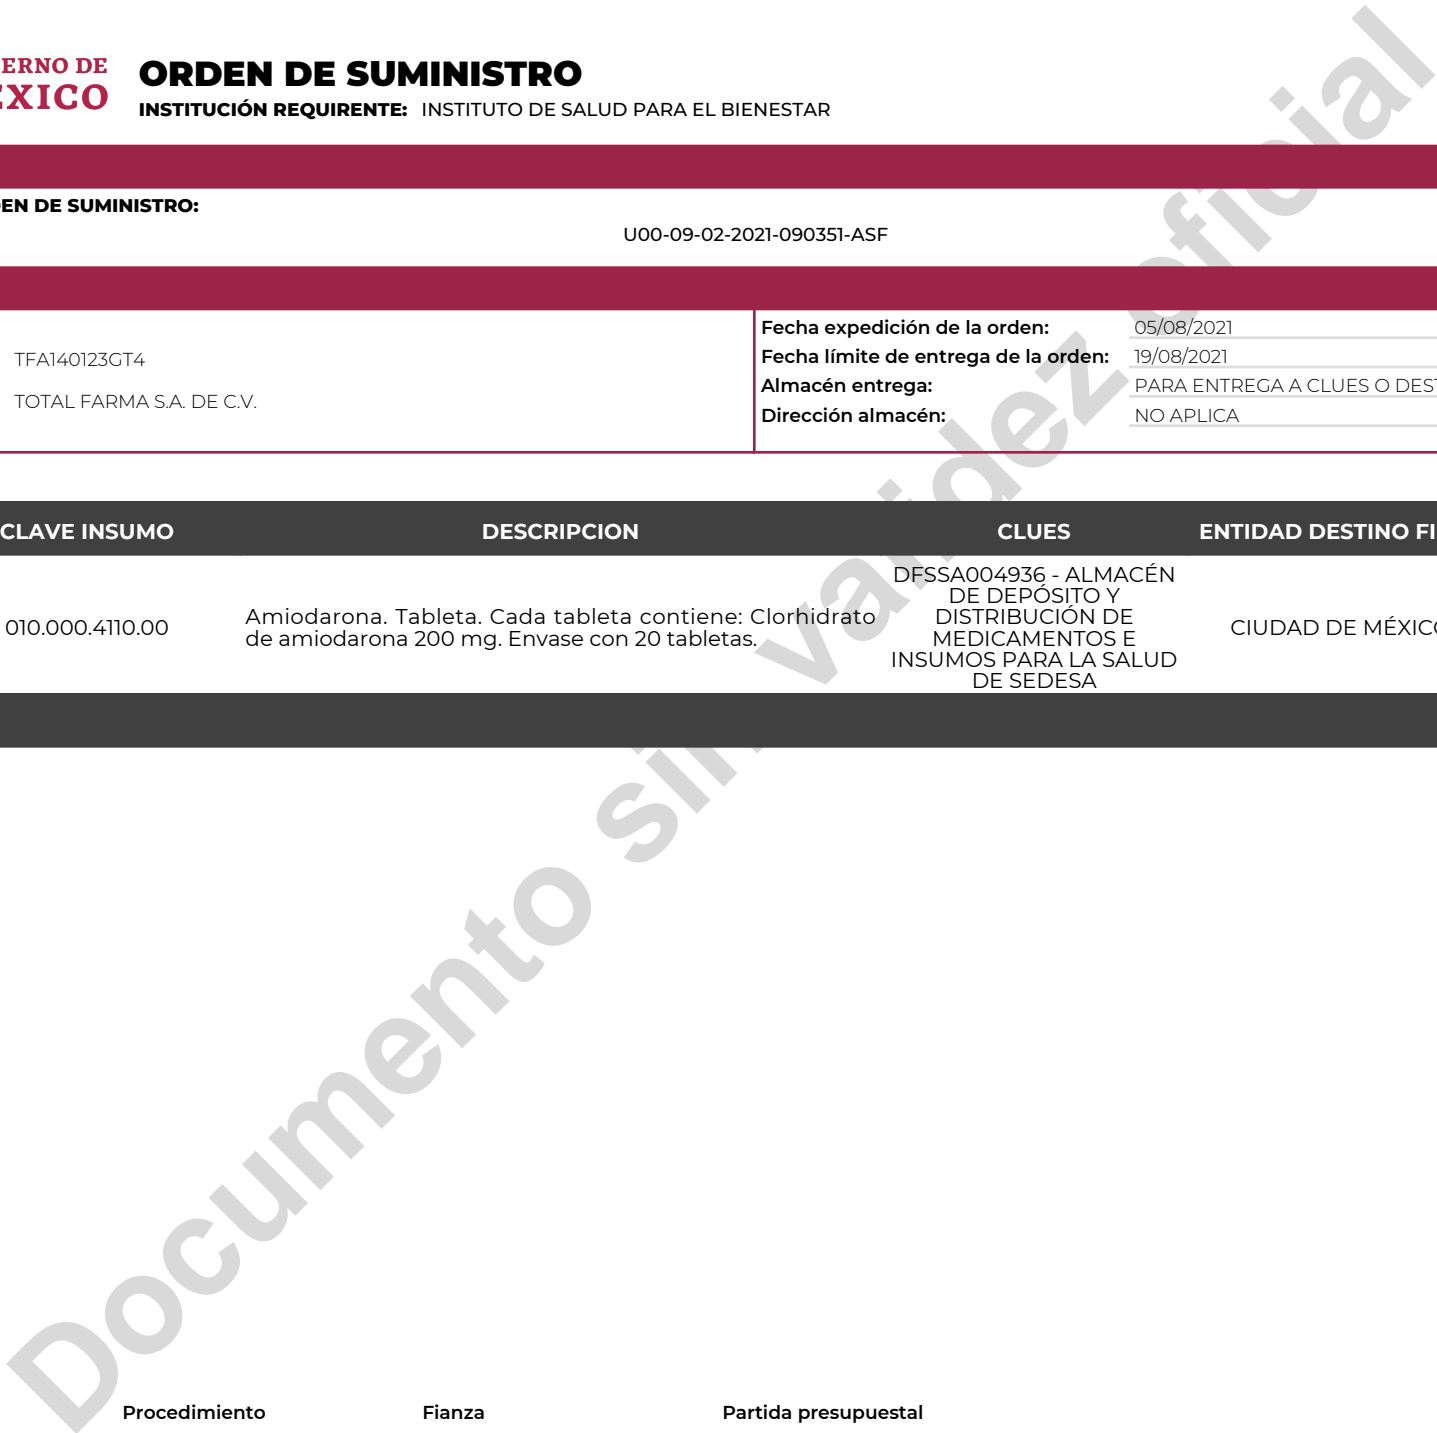 ERNO DE
ÉXICO
ORDEN DE SUMINISTRO
INSTITUCIÓN REQUIRENTE: INSTITUTO DE SALUD PARA EL BIENESTAR
EN DE SUMINISTRO:
U00-09-02-2021-090351-ASF
TFA140123GT4
TOTAL FARMA S.A. DE C.V.
Fecha expedición de la orden: 05/08/2021
Fecha límite de entrega de la orden: 19/08/2021
Almacén entrega: PARA ENTREGA A CLUES O DEST
Dirección almacén: NO APLICA
CLAVE INSUMO DESCRIPCION CLUES ENTIDAD DESTINO FI
010.000.4110.00
Amiodarona. Tableta. Cada tableta contiene: Clorhidrato
de amiodarona 200 mg. Envase con 20 tabletas.
DFSSA004936 - ALMACÉN
DE DEPÓSITO Y
DISTRIBUCIÓN DE
MEDICAMENTOS E
INSUMOS PARA LA SALUD
DE SEDESA
CIUDAD DE MÉXICO
Documento sin validez oficial
Procedimiento Fianza Partida presupuestal